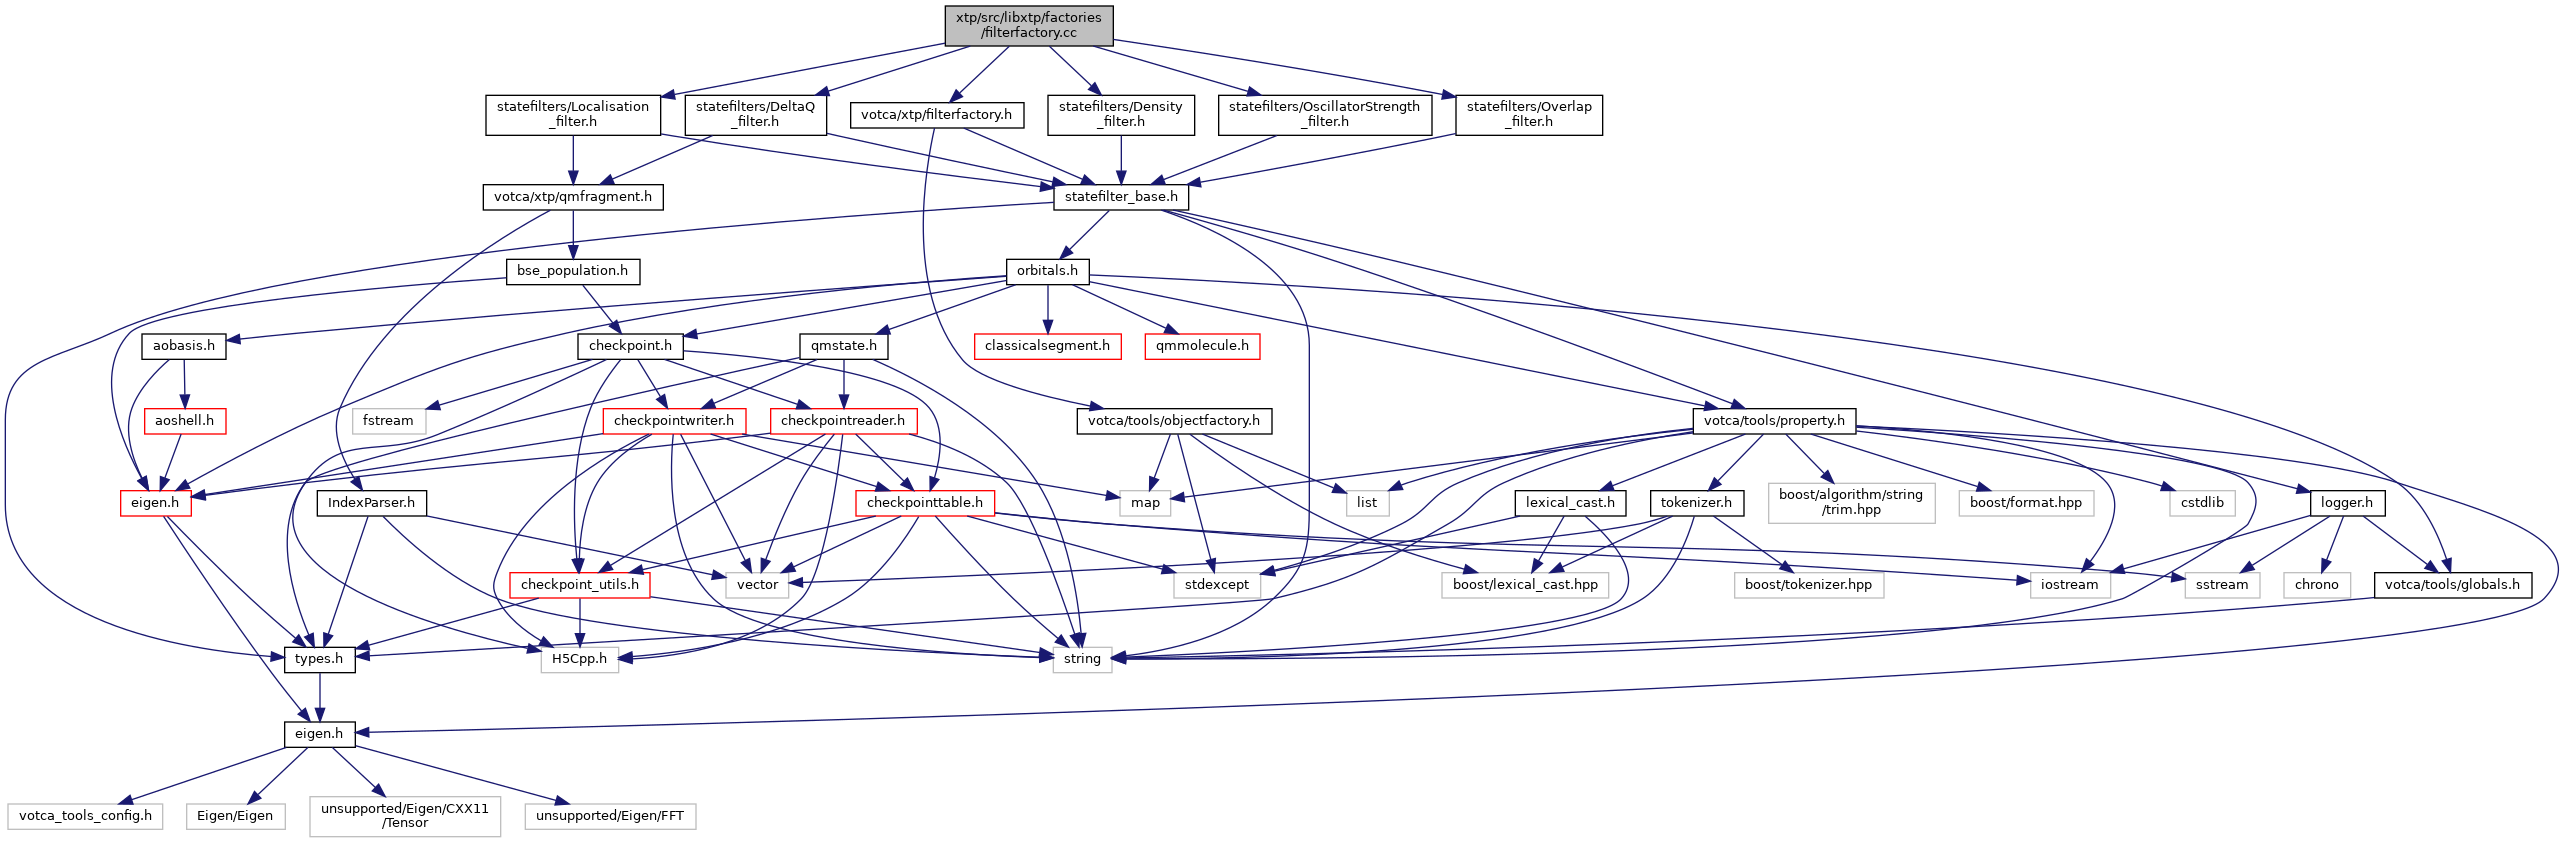 xtp/src/libxtp/factories
/filterfactory.cc
statefilters/Localisation
_filter.h
statefilters/DeltaQ
_filter.h
votca/xtp/filterfactory.h
statefilters/Density
_filter.h
statefilters/OscillatorStrength
_filter.h
statefilters/Overlap
_filter.h
votca/xtp/qmfragment.h
statefilter_base.h
bse_population.h
orbitals.h
aobasis.h
checkpoint.h
qmstate.h
classicalsegment.h
qmmolecule.h
aoshell.h
fstream
checkpointwriter.h
checkpointreader.h
votca/tools/objectfactory.h
votca/tools/property.h
eigen.h
IndexParser.h
checkpointtable.h
map
list
lexical_cast.h
tokenizer.h
boost/algorithm/string
/trim.hpp
boost/format.hpp
cstdlib
logger.h
checkpoint_utils.h
vector
stdexcept
boost/lexical_cast.hpp
boost/tokenizer.hpp
iostream
sstream
chrono
votca/tools/globals.h
types.h
H5Cpp.h
string
eigen.h
votca_tools_config.h
Eigen/Eigen
unsupported/Eigen/CXX11
/Tensor
unsupported/Eigen/FFT